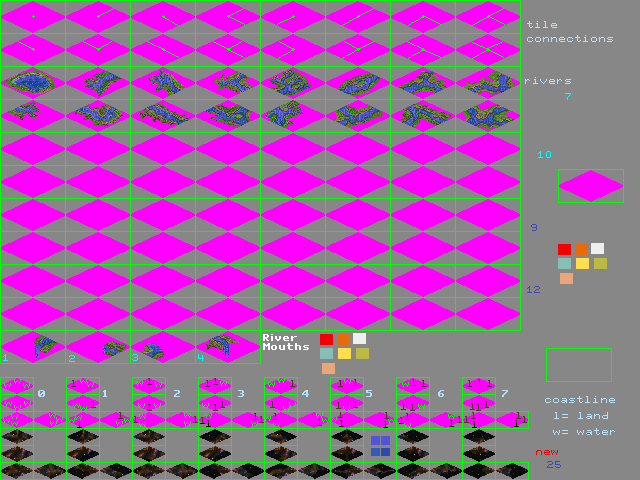 tile
connections
rivers
7
10
9
12
River
Mouths
1 2 3 4
0 1 2 3 4 5 6 7
coastline
l= land
w= water
new
25